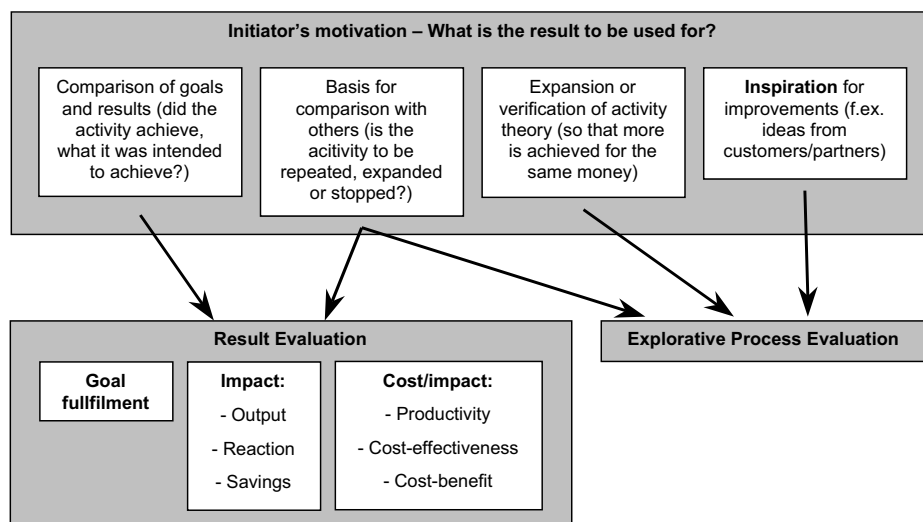 Initiator’s motivation – What is the result to be used for?
Comparison of goals
and results (did the
activity achieve,
what it was intended
to achieve?)
Basis for
comparison with
others (is the
acitivity to be
repeated, expanded
or stopped?)
Expansion or
verification of activity
theory (so that more
is achieved for the
same money)
Inspiration for
improvements (f.ex.
ideas from
customers/partners)
Result Evaluation
Goal
fullfilment
Impact:
- Output
- Reaction
- Savings
Cost/impact:
- Productivity
- Cost-effectiveness
- Cost-benefit
Explorative Process Evaluation